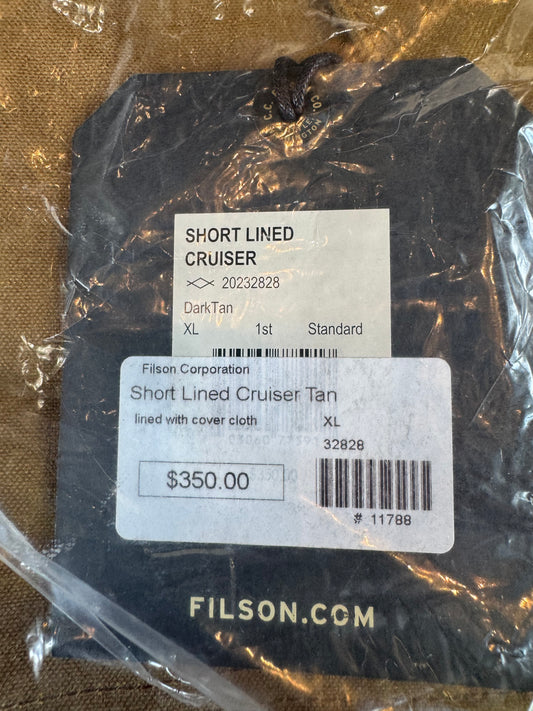 C.C.
CO.
SHORT LINED
CRUISER
20232828
DarkTan
XL 1st Standard
Filson Corporation
Short Lined Cruiser Tan
lined with cover cloth XL
32828
$350.00
# 11788
FILSON.COM